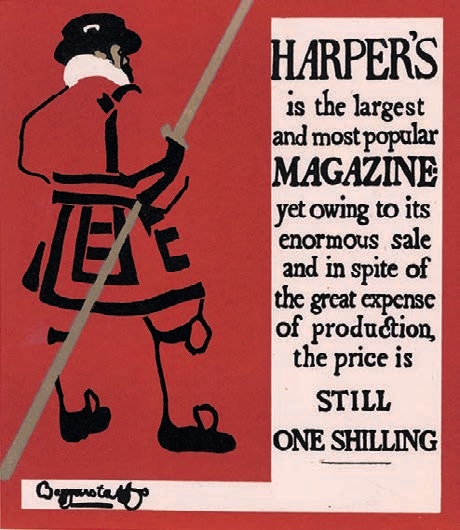 HARPER'S
is the largest
and most popular
MAGAZINE:
yet owing to its
enormous sale
and in spite of
the great expense
of production,
the price is
STILL
ONE SHILLING
Beggarstaffs